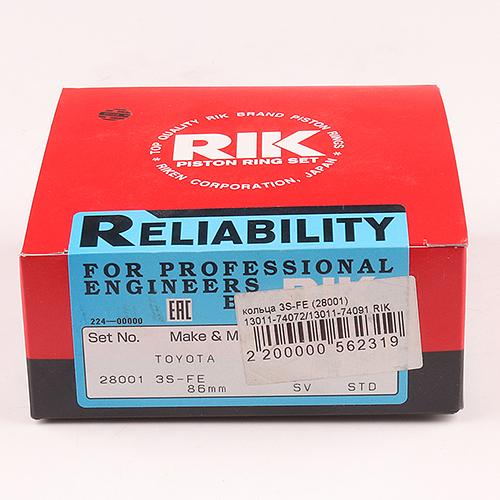 TOP QUALITY RIK BRAND PISTON RINGS
RIK
PISTON RING SET
RIKEN CORPORATION, JAPAN
RELIABILITY
FOR PROFESSIONAL
ENGINEERS
RIK
EAC
224-00000
кольца 3S-FE (28001)
13011-74072/13011-74091 RIK
2 200000 562319
Set No. Make & M
TOYOTA
28001 3S-FE
86mm SV STD